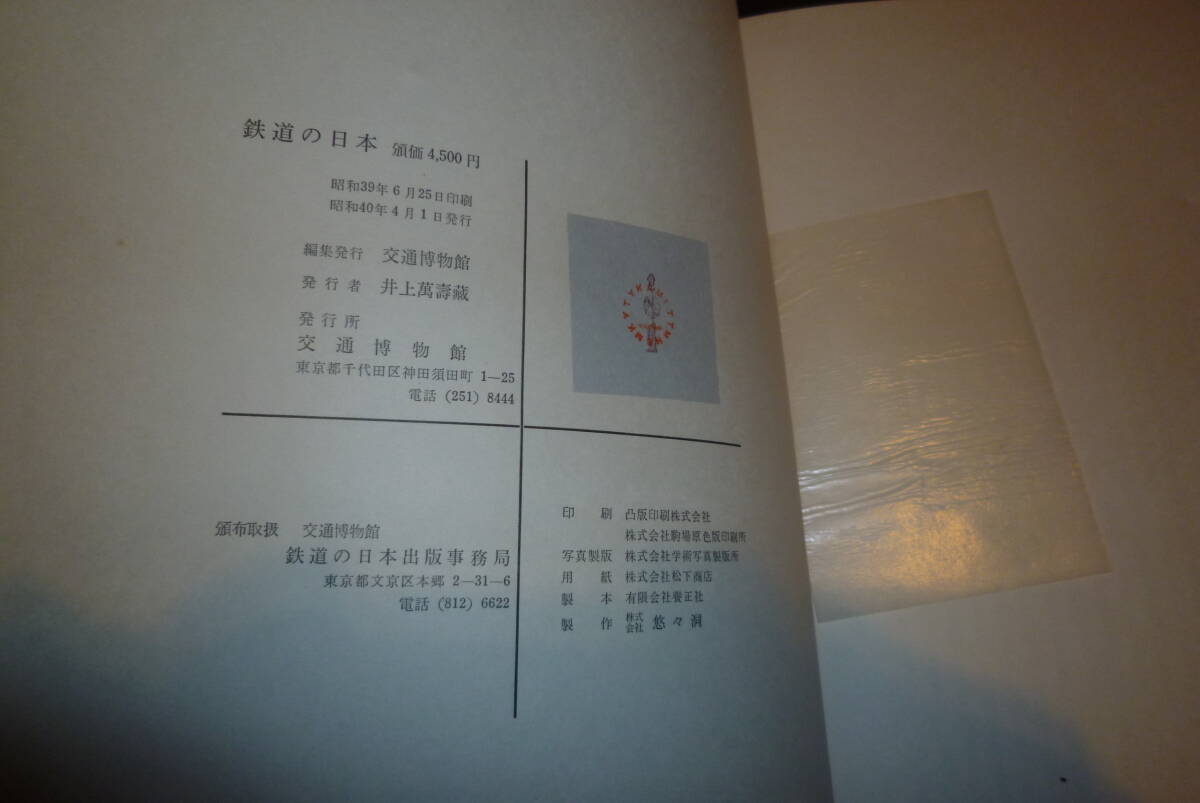 鉄道の日本 頒価 4,500 円
昭和39年 6 月25日印刷
昭和40年 4 月 1 日発行
編集発行 交通博物館
発行者 井上萬壽蔵
発行所
交通博物館
東京都千代田区神田須田町 1—25
電話 (251) 8444
頒布取扱 交通博物館
鉄道の日本出版事務局
東京都文京区本郷 2—31—6
電話 (812) 6622
印刷 凸版印刷株式会社
株式会社駒場原色版印刷所
写真製版 株式会社学術写真製版所
用紙 株式会社松下商店
製本 有限会社養正社
製作 株式会社 悠々洞